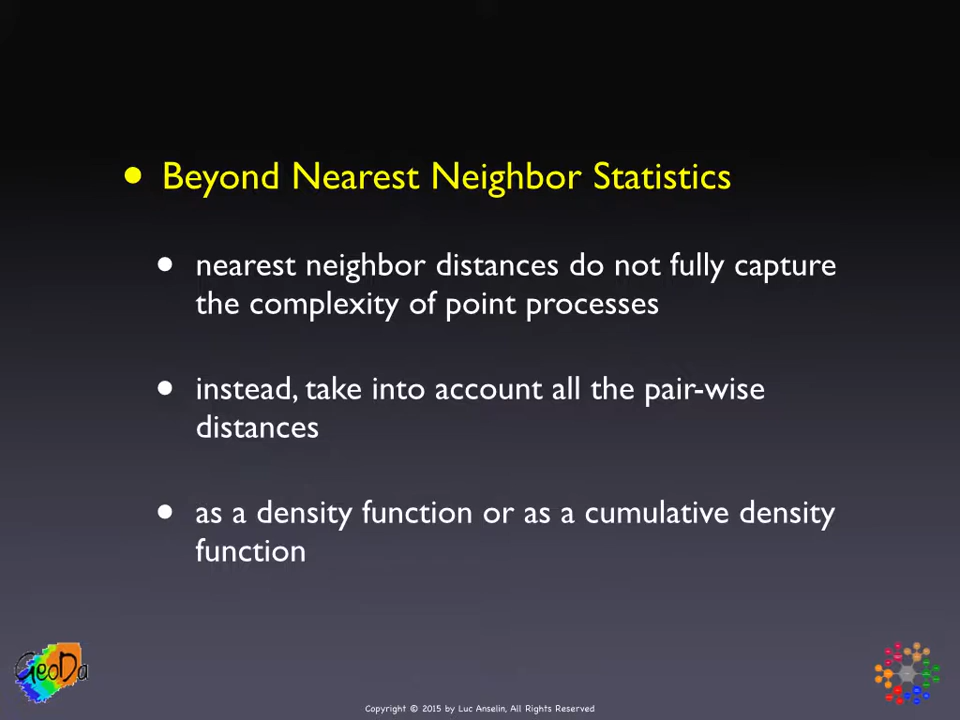 Beyond Nearest Neighbor Statistics
nearest neighbor distances do not fully capture
the complexity of point processes
instead, take into account all the pair-wise
distances
as a density function or as a cumulative density
function
GeoDa
Copyright © 2015 by Luc Anselin, All Rights Reserved